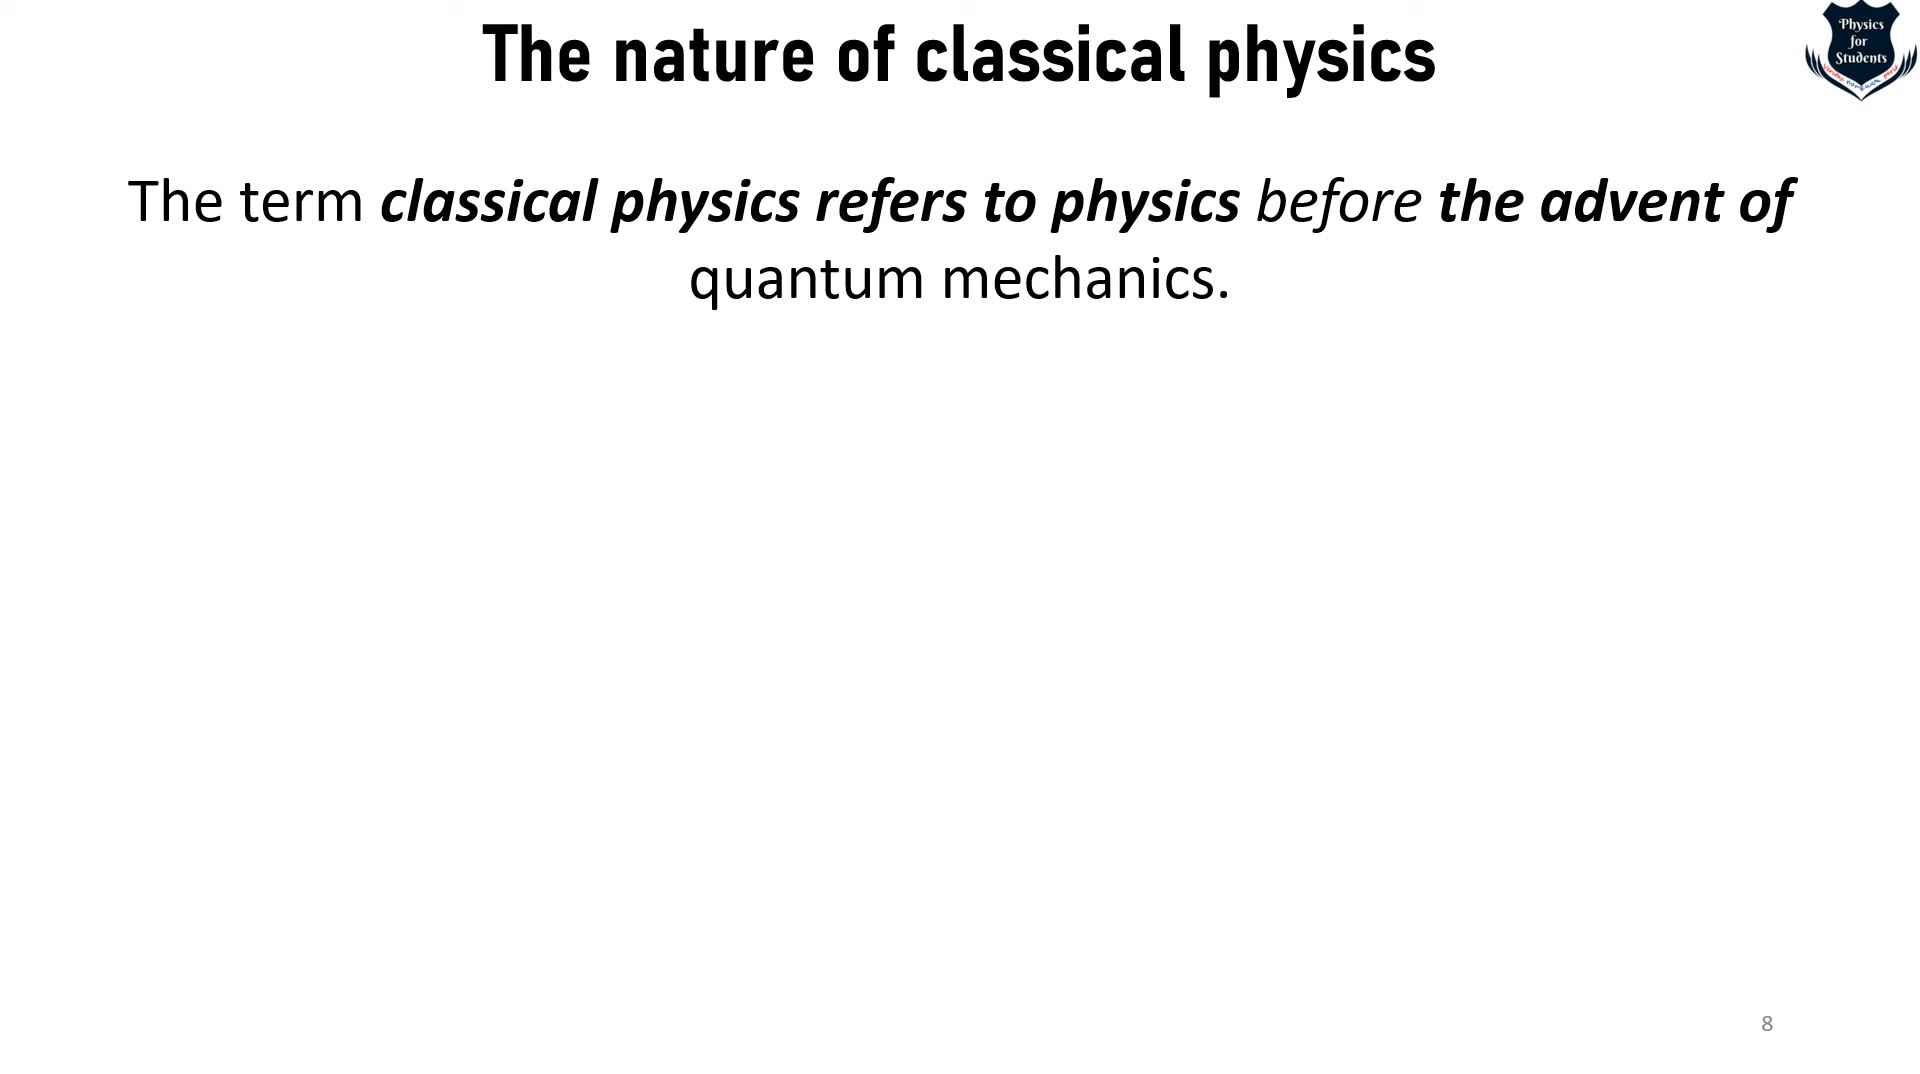 The nature of classical physics
Physics
for
Students
The term classical physics refers to physics before the advent of
quantum mechanics.
8